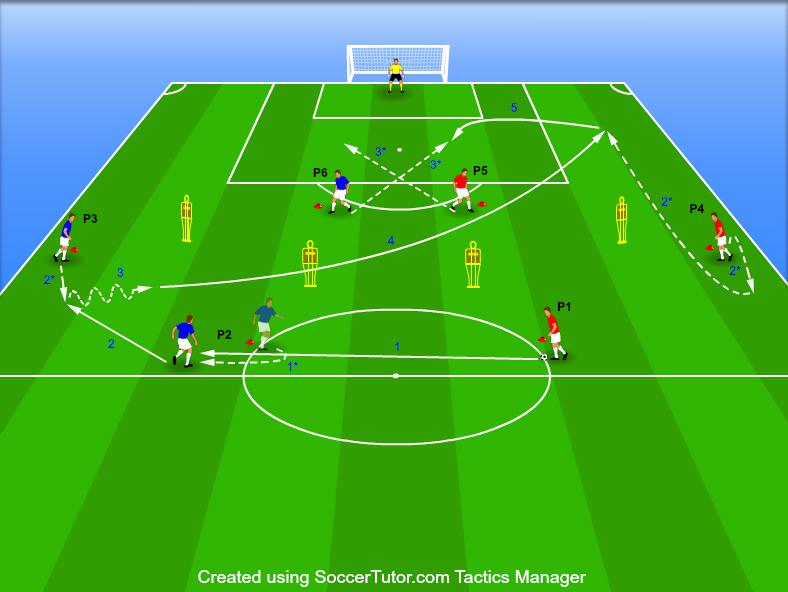 5
3*
3*
P6
P5
2*
P4
P3
4
2*
3
2*
P1
P2
2
1
1*
Created using SoccerTutor.com Tactics Manager